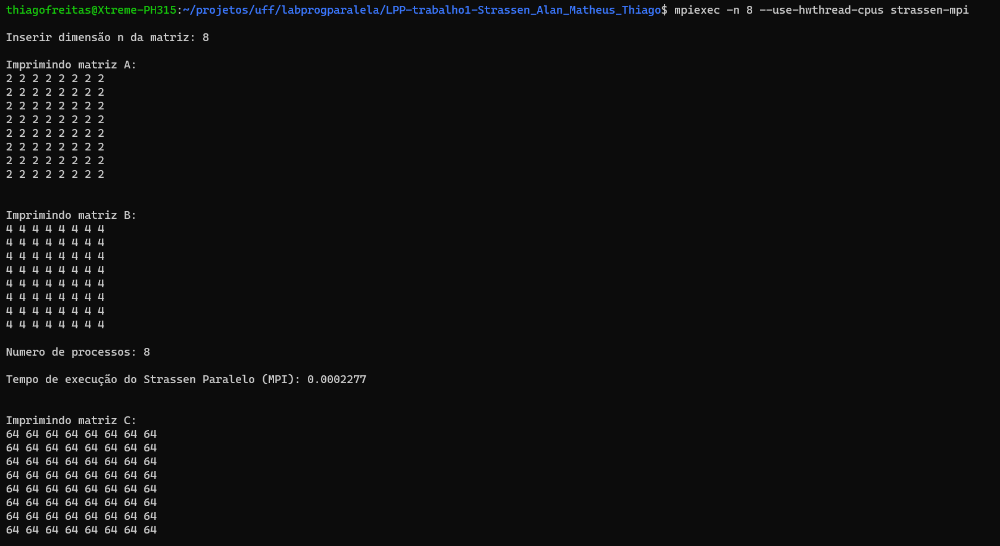 thiagofreitas@Xtreme-PH315:~/projetos/uff/labprogparalela/LPP-trabalho1-Strassen_Alan_Matheus_Thiago$ mpiexec -n 8 --use-hwthread-cpus strassen-mpi
Inserir dimensão n da matriz: 8
Imprimindo matriz A:
2 2 2 2 2 2 2 2
2 2 2 2 2 2 2 2
2 2 2 2 2 2 2 2
2 2 2 2 2 2 2 2
2 2 2 2 2 2 2 2
2 2 2 2 2 2 2 2
2 2 2 2 2 2 2 2
2 2 2 2 2 2 2 2
Imprimindo matriz B:
4 4 4 4 4 4 4 4
4 4 4 4 4 4 4 4
4 4 4 4 4 4 4 4
4 4 4 4 4 4 4 4
4 4 4 4 4 4 4 4
4 4 4 4 4 4 4 4
4 4 4 4 4 4 4 4
4 4 4 4 4 4 4 4
Numero de processos: 8
Tempo de execução do Strassen Paralelo (MPI): 0.0002277
Imprimindo matriz C:
64 64 64 64 64 64 64 64
64 64 64 64 64 64 64 64
64 64 64 64 64 64 64 64
64 64 64 64 64 64 64 64
64 64 64 64 64 64 64 64
64 64 64 64 64 64 64 64
64 64 64 64 64 64 64 64
64 64 64 64 64 64 64 64